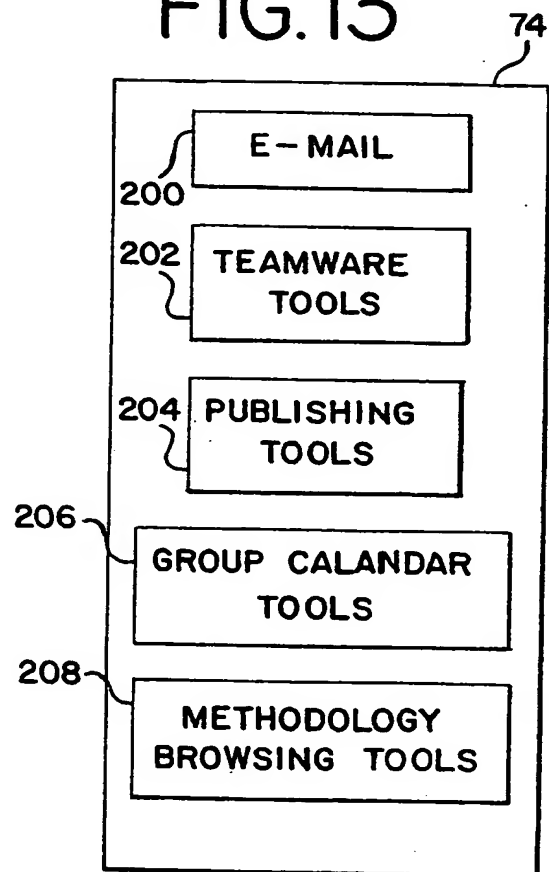 FIG. 15
74
E-MAIL
200
202
TEAMWARE
TOOLS
204
PUBLISHING
TOOLS
206
GROUP CALANDAR
TOOLS
208
METHODOLOGY
BROWSING TOOLS